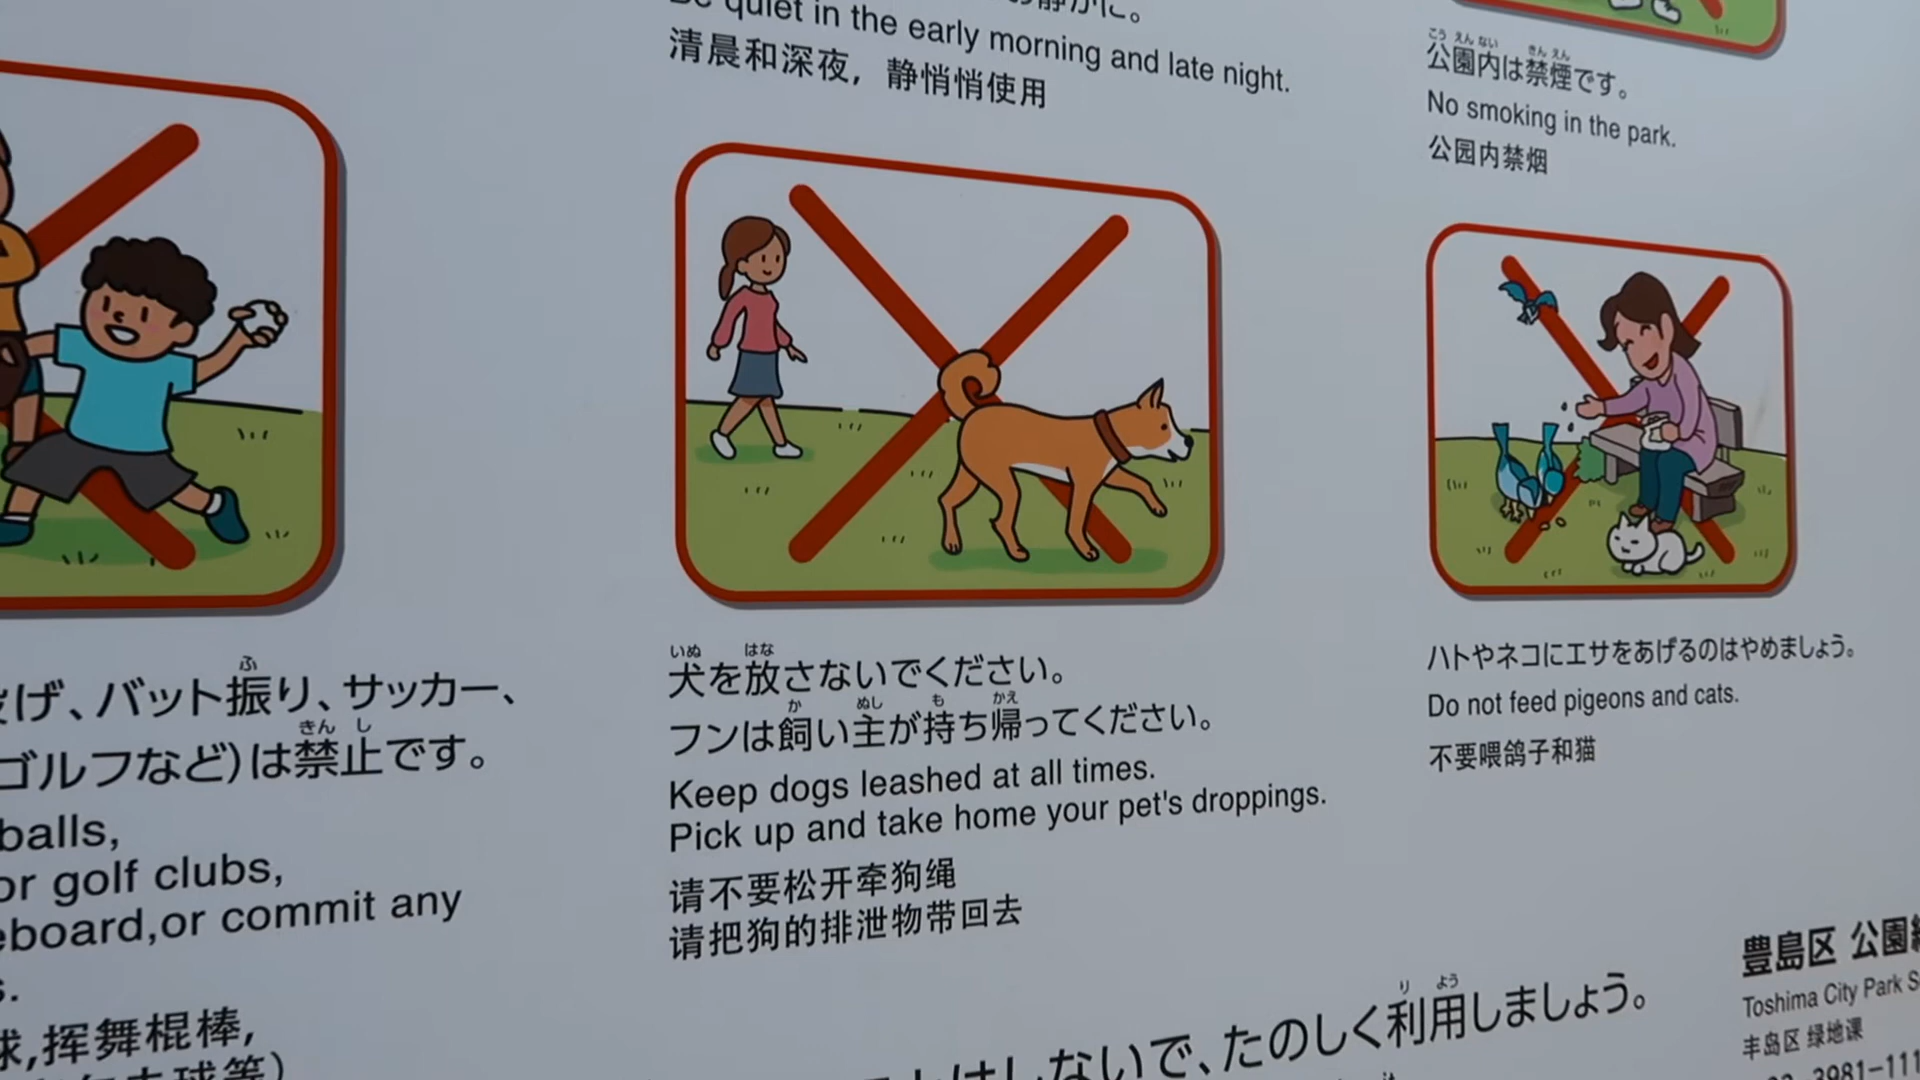 quiet in the early morning and late night.
清晨和深夜，静悄悄使用
公園内は禁煙です。
No smoking in the park.
公园内禁烟
げ、バット振り、サッカー、
ゴルフなど）は禁止です。
balls,
or golf clubs,
board,or commit any
挥舞棍棒,
犬を放さないでください。
フンは飼い主が持ち帰ってください。
Keep dogs leashed at all times.
Pick up and take home your pet's droppings.
请不要松开牵狗绳
请把狗的排泄物带回去
ハトやネコにエサをあげるのはやめましょう。
Do not feed pigeons and cats.
不要喂鸽子和猫
しないで、たのしく利用しましょう。
豊島区 公園
Toshima City Park
丰岛区 绿地课
3981-111